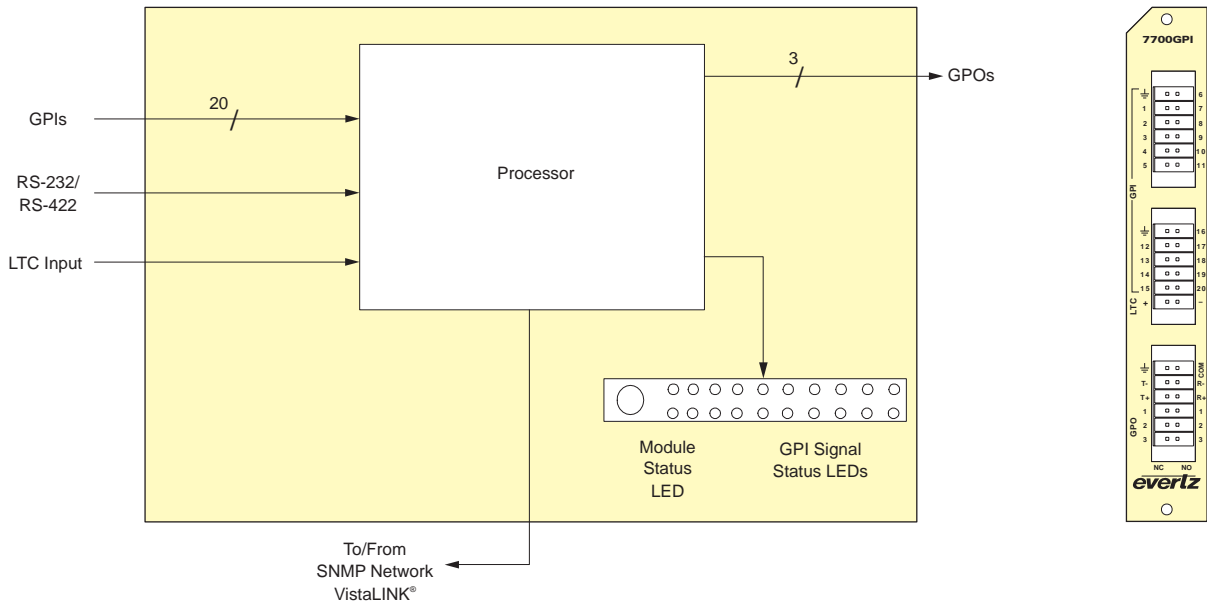 7700GPI
3
GPOs
20
GPIs
6
1 7
2 8
3 9
4 10
5 11
Processor
RS-232/
RS-422
GPI
LTC Input
16
12 17
13 18
14 19
15 20
LTC + −
COM
T- R-
T+ R+
1 1
GPO 2 2
3 3
NC NO
evertz
Module
Status
LED
GPI Signal
Status LEDs
To/From
SNMP Network
VistaLINK®